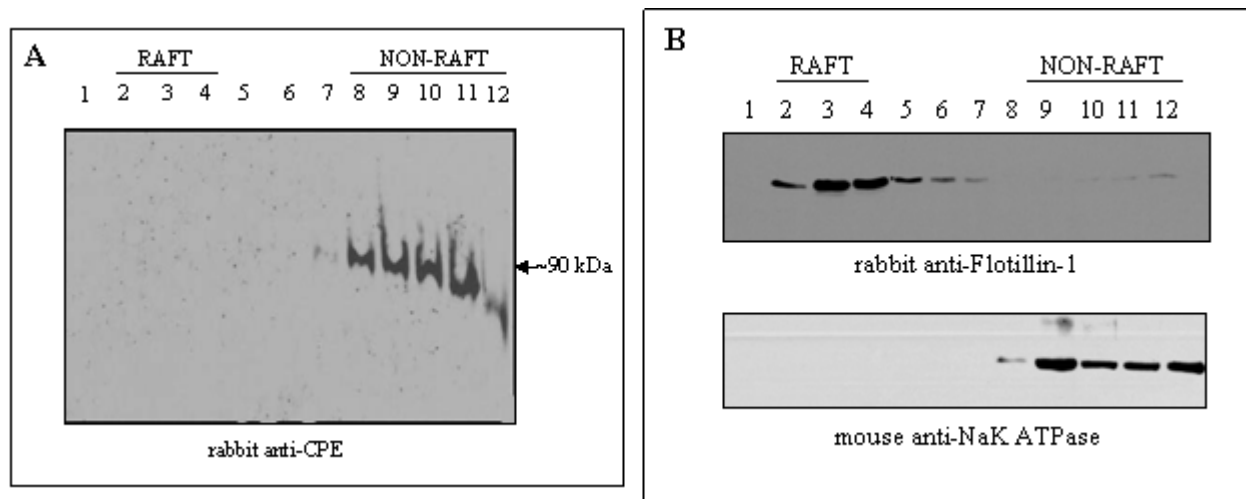 A
RAFT NON-RAFT
1 2 3 4 5 6 7 8 9 10 11 12
~90 kDa
rabbit anti-CPE
B
RAFT NON-RAFT
1 2 3 4 5 6 7 8 9 10 11 12
rabbit anti-Flotillin-1
mouse anti-NaK ATPase